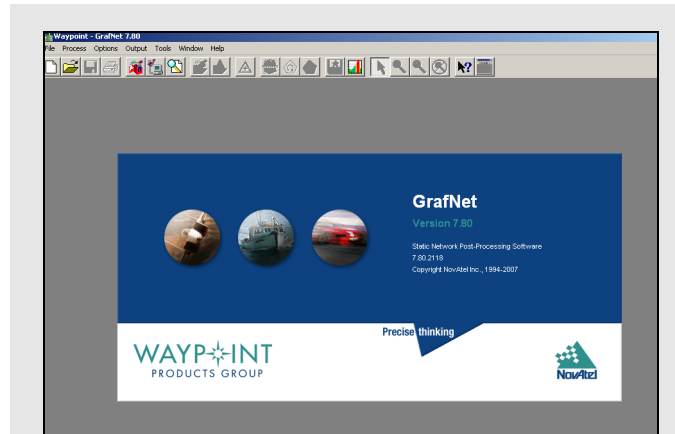 Waypoint - GrafNet 7.80
File Process Options Output Tools Window Help
GrafNet
Version 7.80
Static Network Post-Processing Software
7.80.2118
Copyright NovAtel Inc., 1994-2007
Precise thinking
WAYPOINT
PRODUCTS GROUP
NovAtel